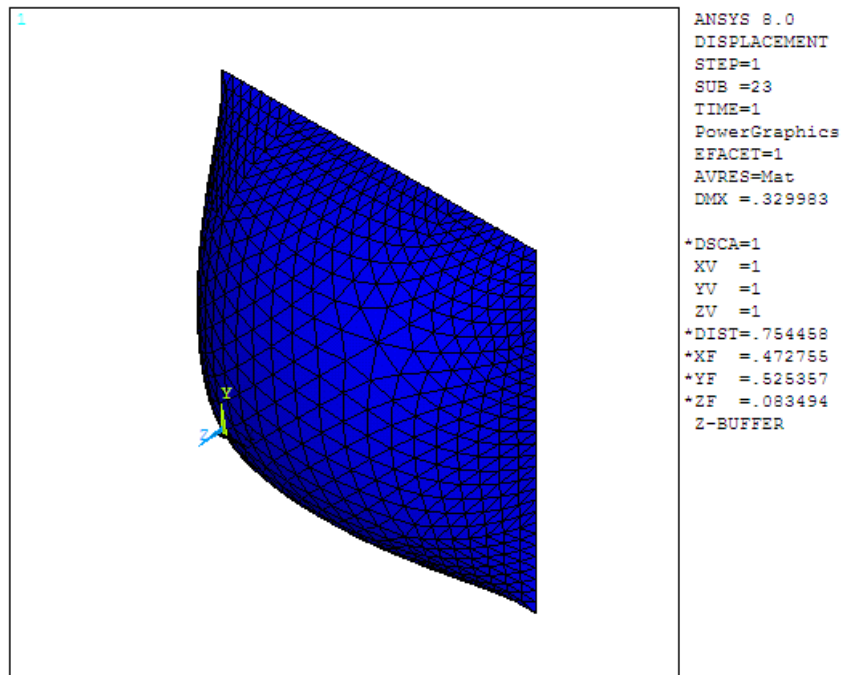 1
ANSYS 8.0
DISPLACEMENT
STEP=1
SUB =23
TIME=1
PowerGraphics
EFACET=1
AVRES=Mat
DMX =.329983
*DSCA=1
XV =1
YV =1
ZV =1
*DIST=.754458
*XF =.472755
*YF =.525357
*ZF =.083494
Z-BUFFER
Y
Z